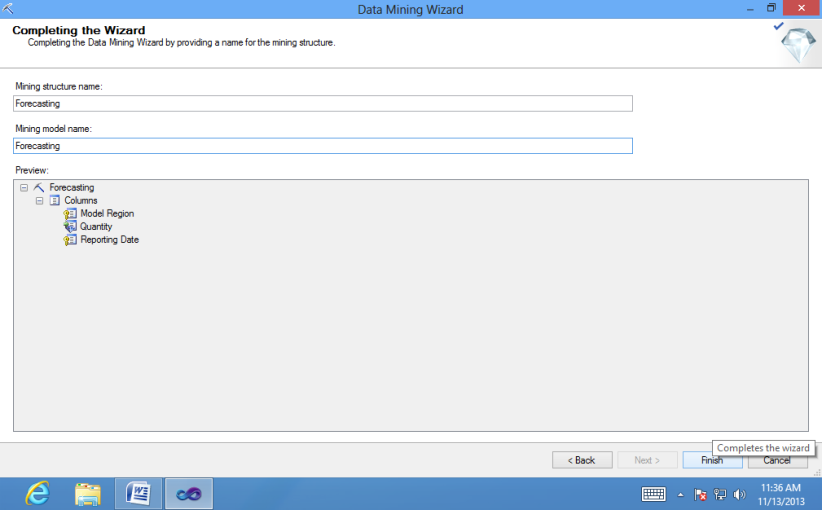 Data Mining Wizard
Completing the Wizard
Completing the Data Mining Wizard by providing a name for the mining structure.
Mining structure name:
Forecasting
Mining model name:
Forecasting
Preview:
Forecasting
Columns
Model Region
Quantity
Reporting Date
Completes the wizard
< Back Next > Finish Cancel
11:36 AM
11/13/2013